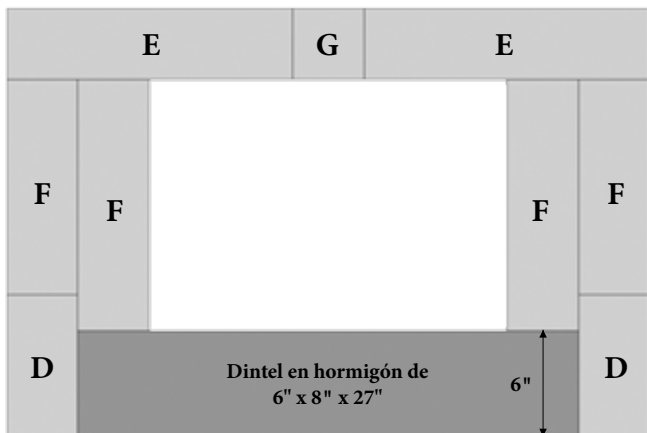 E G E
F F F F
D D
Dintel en hormigón de
6" x 8" x 27"
6"